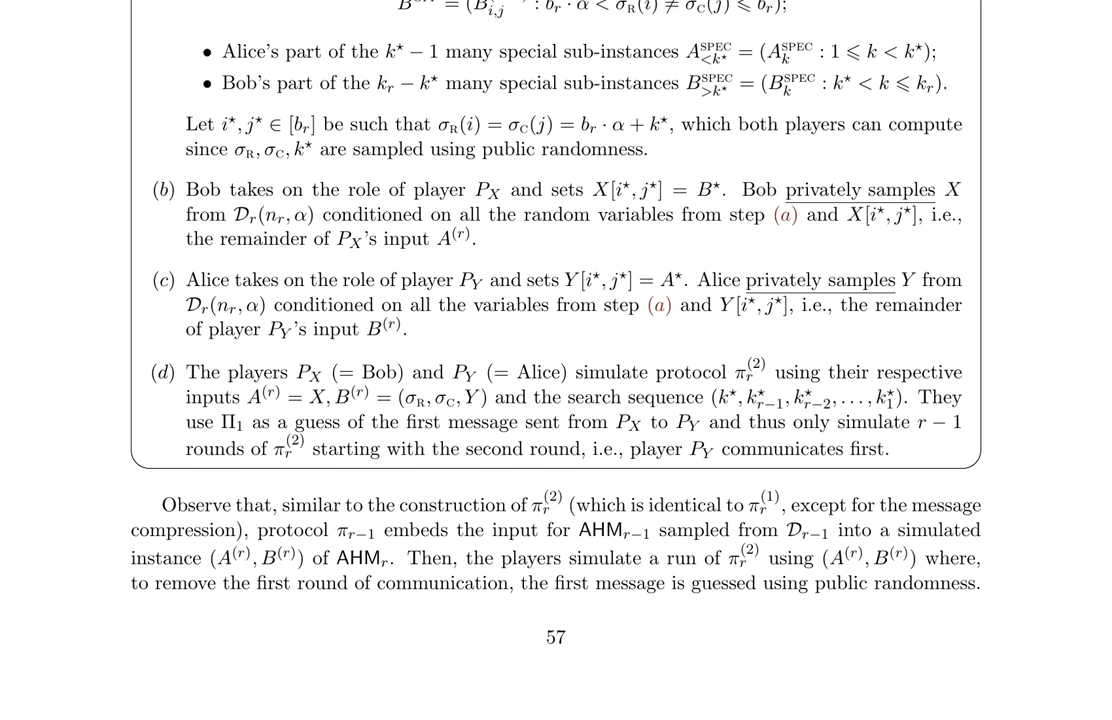 B_{i,j} : b_r · α < σ_R(i) ≠ σ_C(j) ⩽ b_r);
• Alice's part of the k⋆ − 1 many special sub-instances A^{SPEC}_{<k⋆} = (A^{SPEC}_k : 1 ⩽ k < k⋆);
• Bob's part of the k_r − k⋆ many special sub-instances B^{SPEC}_{>k⋆} = (B^{SPEC}_k : k⋆ < k ⩽ k_r).
Let i⋆, j⋆ ∈ [b_r] be such that σ_R(i) = σ_C(j) = b_r · α + k⋆, which both players can compute
since σ_R, σ_C, k⋆ are sampled using public randomness.
(b) Bob takes on the role of player P_X and sets X[i⋆, j⋆] = B⋆. Bob privately samples X
from 𝒟_r(n_r, α) conditioned on all the random variables from step (a) and X[i⋆, j⋆], i.e.,
the remainder of P_X's input A^{(r)}.
(c) Alice takes on the role of player P_Y and sets Y[i⋆, j⋆] = A⋆. Alice privately samples Y from
𝒟_r(n_r, α) conditioned on all the variables from step (a) and Y[i⋆, j⋆], i.e., the remainder
of player P_Y's input B^{(r)}.
(d) The players P_X (= Bob) and P_Y (= Alice) simulate protocol π_r^{(2)} using their respective
inputs A^{(r)} = X, B^{(r)} = (σ_R, σ_C, Y) and the search sequence (k⋆, k⋆_{r−1}, k⋆_{r−2}, . . . , k⋆_1). They
use Π_1 as a guess of the first message sent from P_X to P_Y and thus only simulate r − 1
rounds of π_r^{(2)} starting with the second round, i.e., player P_Y communicates first.
Observe that, similar to the construction of π_r^{(2)} (which is identical to π_r^{(1)}, except for the message
compression), protocol π_{r−1} embeds the input for AHM_{r−1} sampled from 𝒟_{r−1} into a simulated
instance (A^{(r)}, B^{(r)}) of AHM_r. Then, the players simulate a run of π_r^{(2)} using (A^{(r)}, B^{(r)}) where,
to remove the first round of communication, the first message is guessed using public randomness.
57